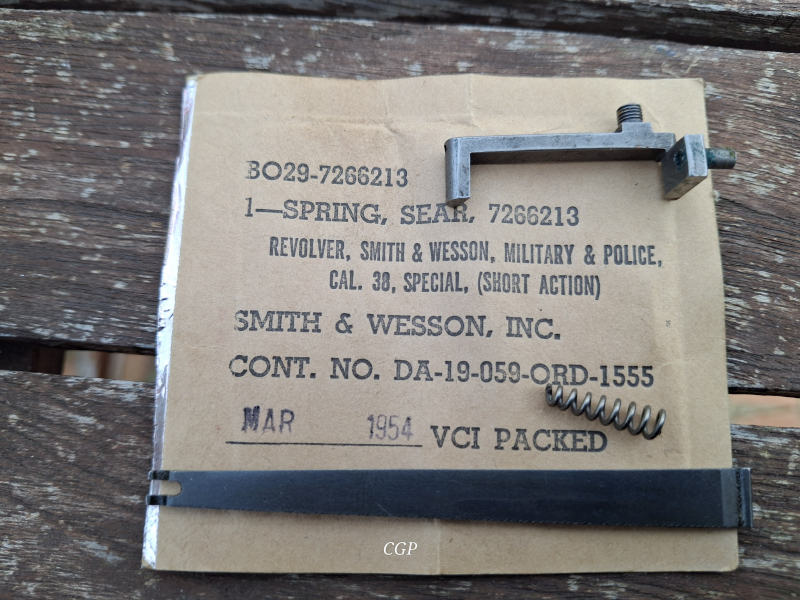 BO29-7266213
1—SPRING, SEAR, 7266213
REVOLVER, SMITH & WESSON, MILITARY & POLICE,
CAL. 38, SPECIAL, (SHORT ACTION)
SMITH & WESSON, INC.
CONT. NO. DA-19-059-ORD-1555
MAR 1954 VCI PACKED
CGP